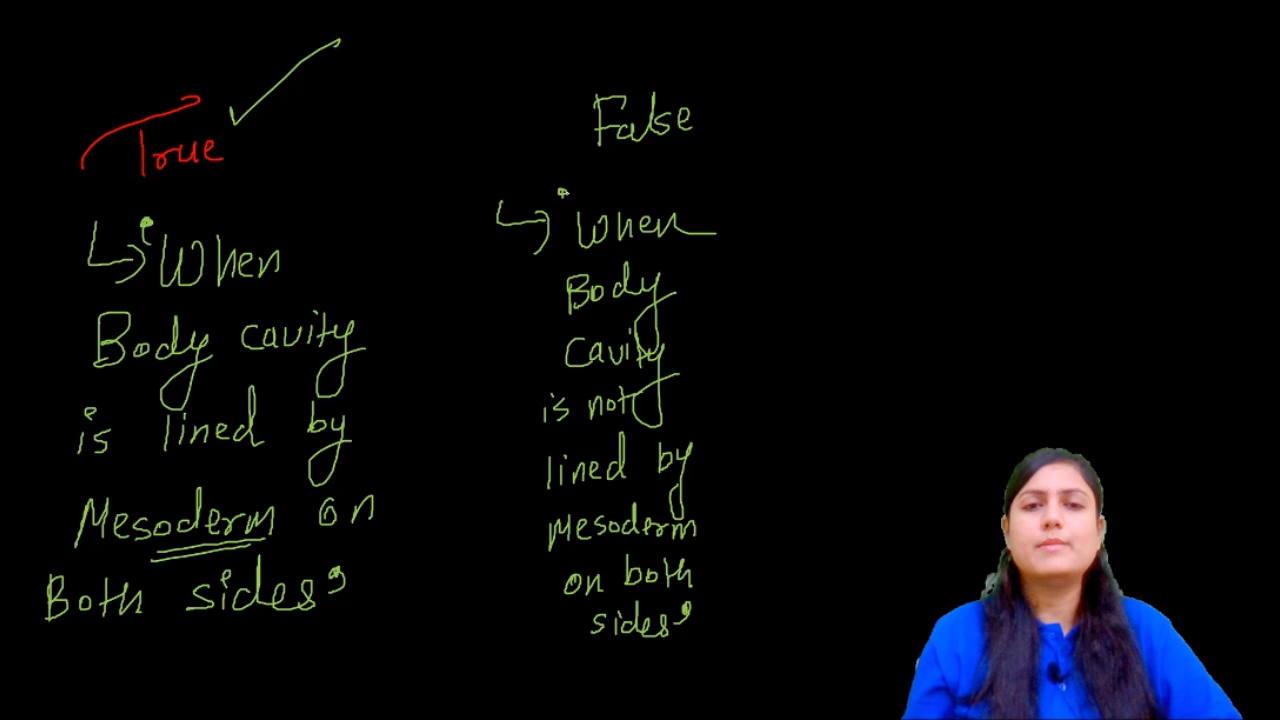 True
False
When
Body cavity
is lined by
Mesoderm on
Both sides
When
Body
Cavity
is not
lined by
Mesoderm
on both
sides